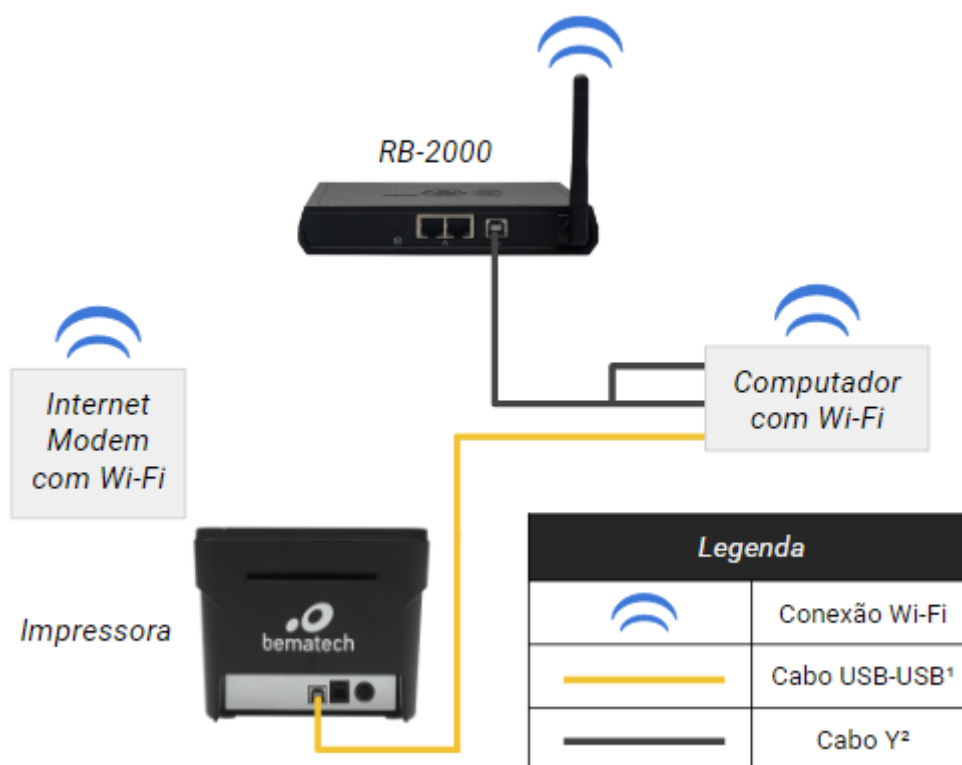 RB-2000
Internet
Modem
com Wi-Fi
Computador
com Wi-Fi
Impressora
bematech
Legenda
Conexão Wi-Fi
Cabo USB-USB¹
Cabo Y²